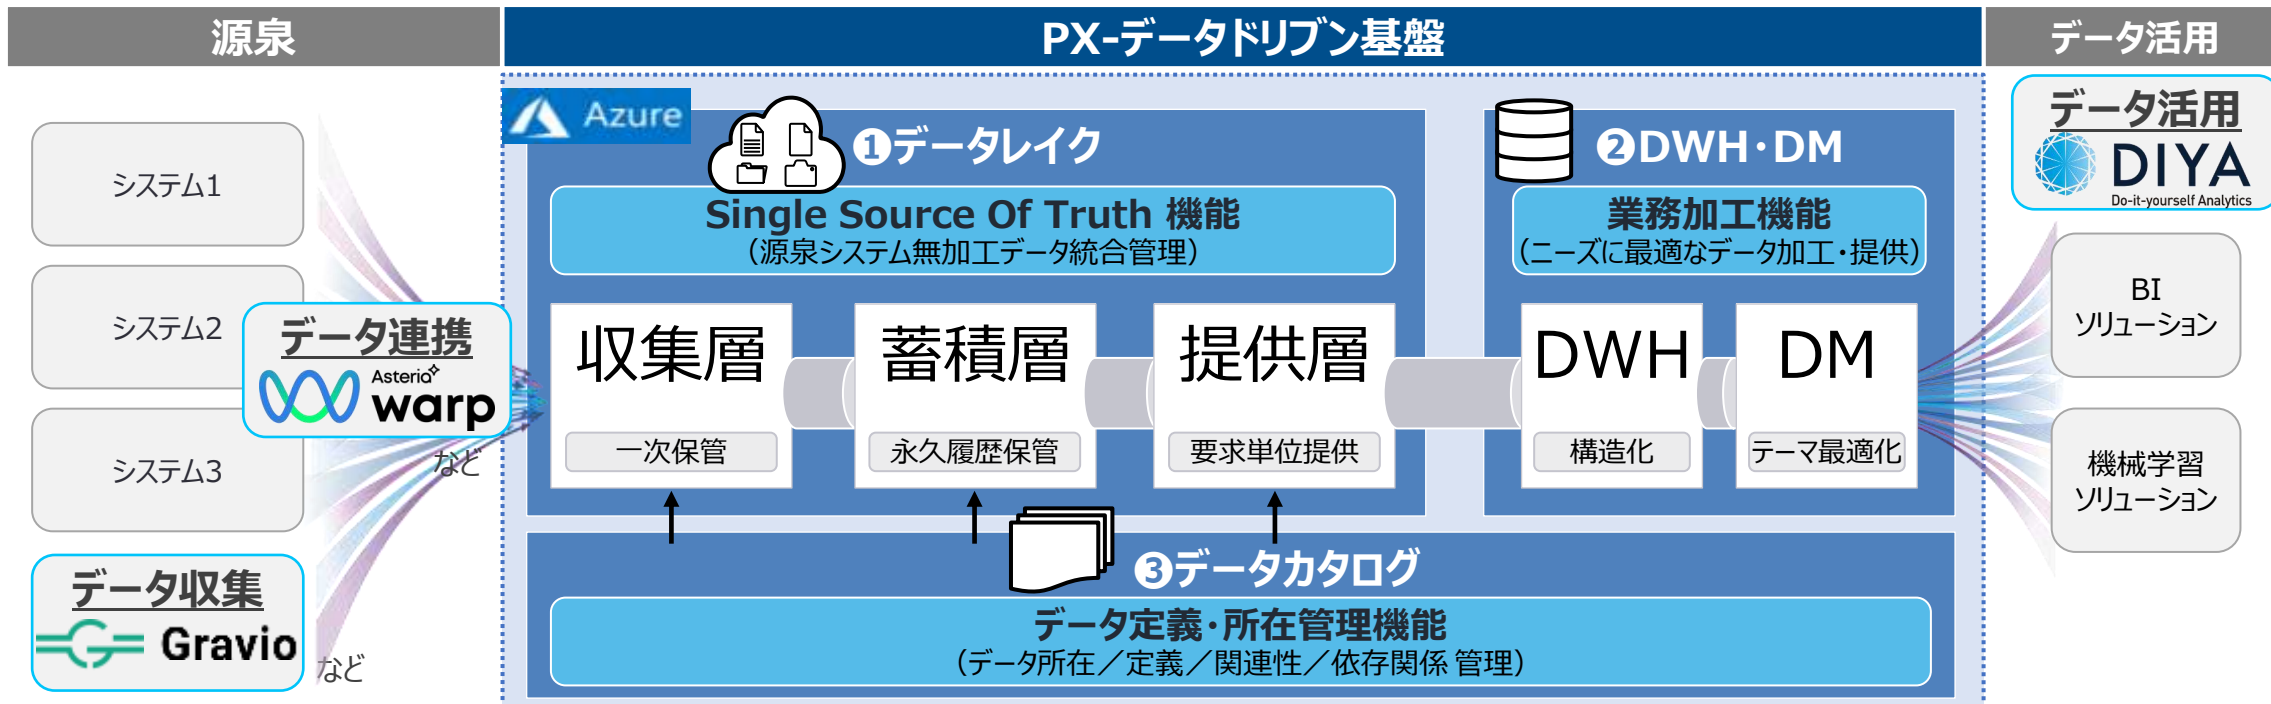 源泉
PX-データドリブン基盤
データ活用
システム1
システム2
システム3
データ連携
Asteria
warp
など
データ収集
Gravio
など
Azure
❶データレイク
Single Source Of Truth 機能
（源泉システム無加工データ統合管理）
収集層
一次保管
蓄積層
永久履歴保管
提供層
要求単位提供
❷DWH・DM
業務加工機能
（ニーズに最適なデータ加工・提供）
DWH
構造化
DM
テーマ最適化
❸データカタログ
データ定義・所在管理機能
（データ所在／定義／関連性／依存関係 管理）
データ活用
DIYA
Do-it-yourself Analytics
BI
ソリューション
機械学習
ソリューション